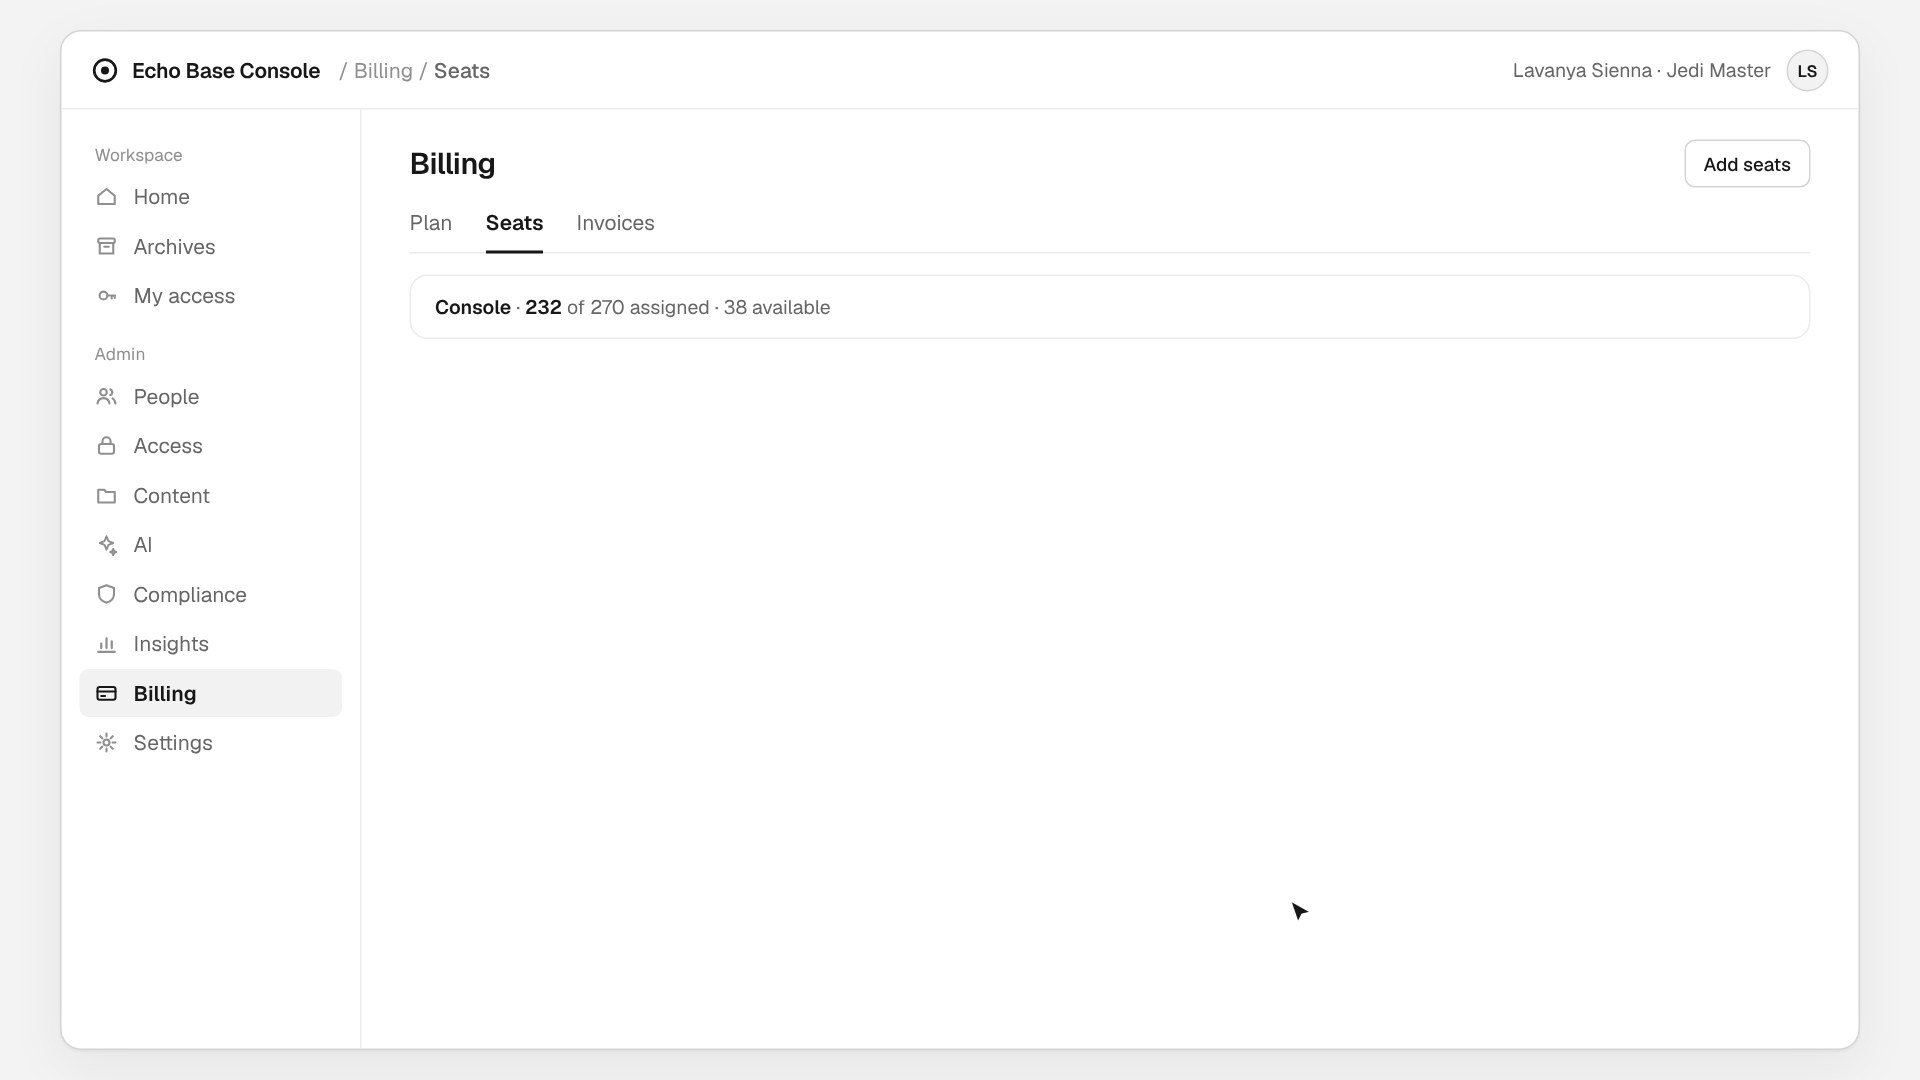 Echo Base Console / Billing / Seats
Lavanya Sienna · Jedi Master LS
Workspace
Home
Archives
My access
Admin
People
Access
Content
AI
Compliance
Insights
Billing
Settings
Billing
Add seats
Plan Seats Invoices
Console · 232 of 270 assigned · 38 available